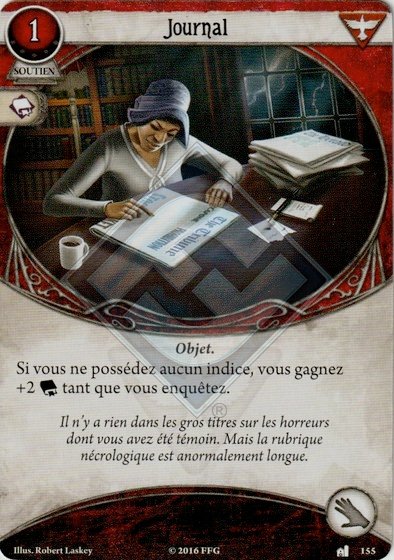 1
Journal
SOUTIEN
The Tribune
Objet.
Si vous ne possédez aucun indice, vous gagnez
+2 tant que vous enquêtez.
®
Il n'y a rien dans les gros titres sur les horreurs
dont vous avez été témoin. Mais la rubrique
nécrologique est anormalement longue.
Illus. Robert Laskey
© 2016 FFG
155